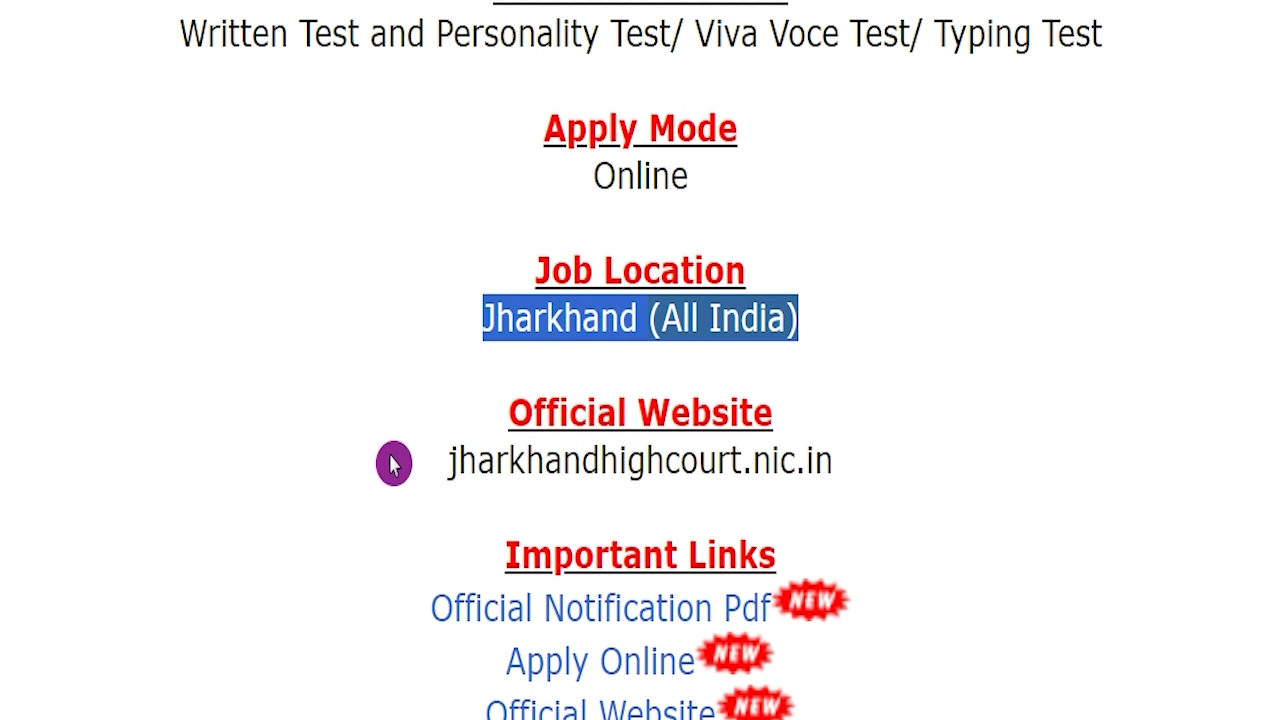 Written Test and Personality Test/ Viva Voce Test/ Typing Test
Apply Mode
Online
Job Location
Jharkhand (All India)
Official Website
jharkhandhighcourt.nic.in
Important Links
Official Notification Pdf NEW
Apply Online NEW
Official Website NEW